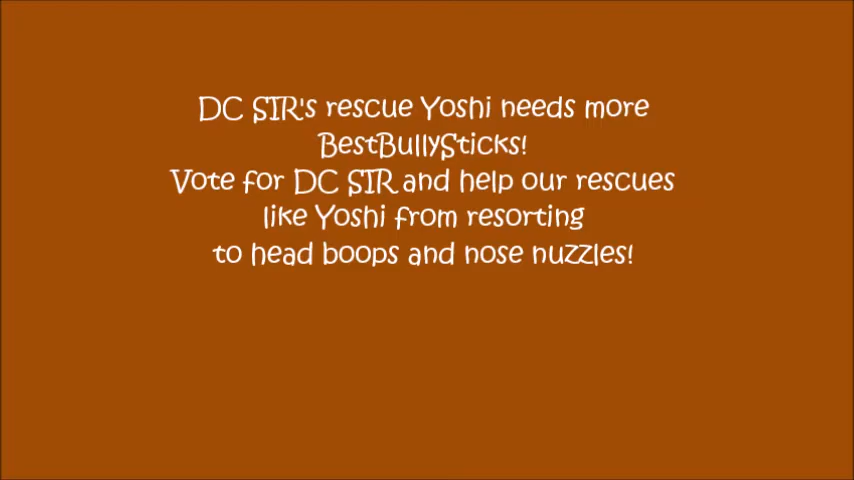 DC SIR's rescue Yoshi needs more
BestBullySticks!
Vote for DC SIR and help our rescues
like Yoshi from resorting
to head boops and nose nuzzles!